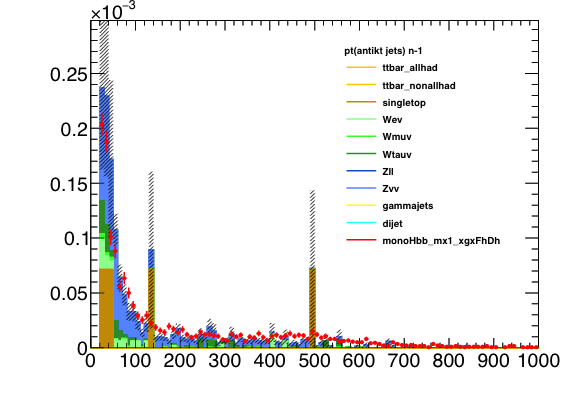 ×10⁻³
pt(antikt jets) n-1
ttbar_allhad
ttbar_nonallhad
singletop
Wev
Wmuv
Wtauv
Zll
Zvv
gammajets
dijet
monoHbb_mx1_xgxFhDh
0.25
0.2
0.15
0.1
0.05
0
0 100 200 300 400 500 600 700 800 900 1000